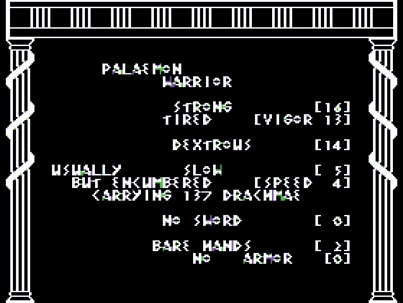 PALAEMON
WARRIOR
STRONG [16]
TIRED [VIGOR 13]
DEXTROUS [14]
USUALLY SLOW [ 5]
BUT ENCUMBERED [SPEED 4]
CARRYING 137 DRACHMAE
NO SWORD [ 0]
BARE HANDS [ 2]
NO ARMOR [0]